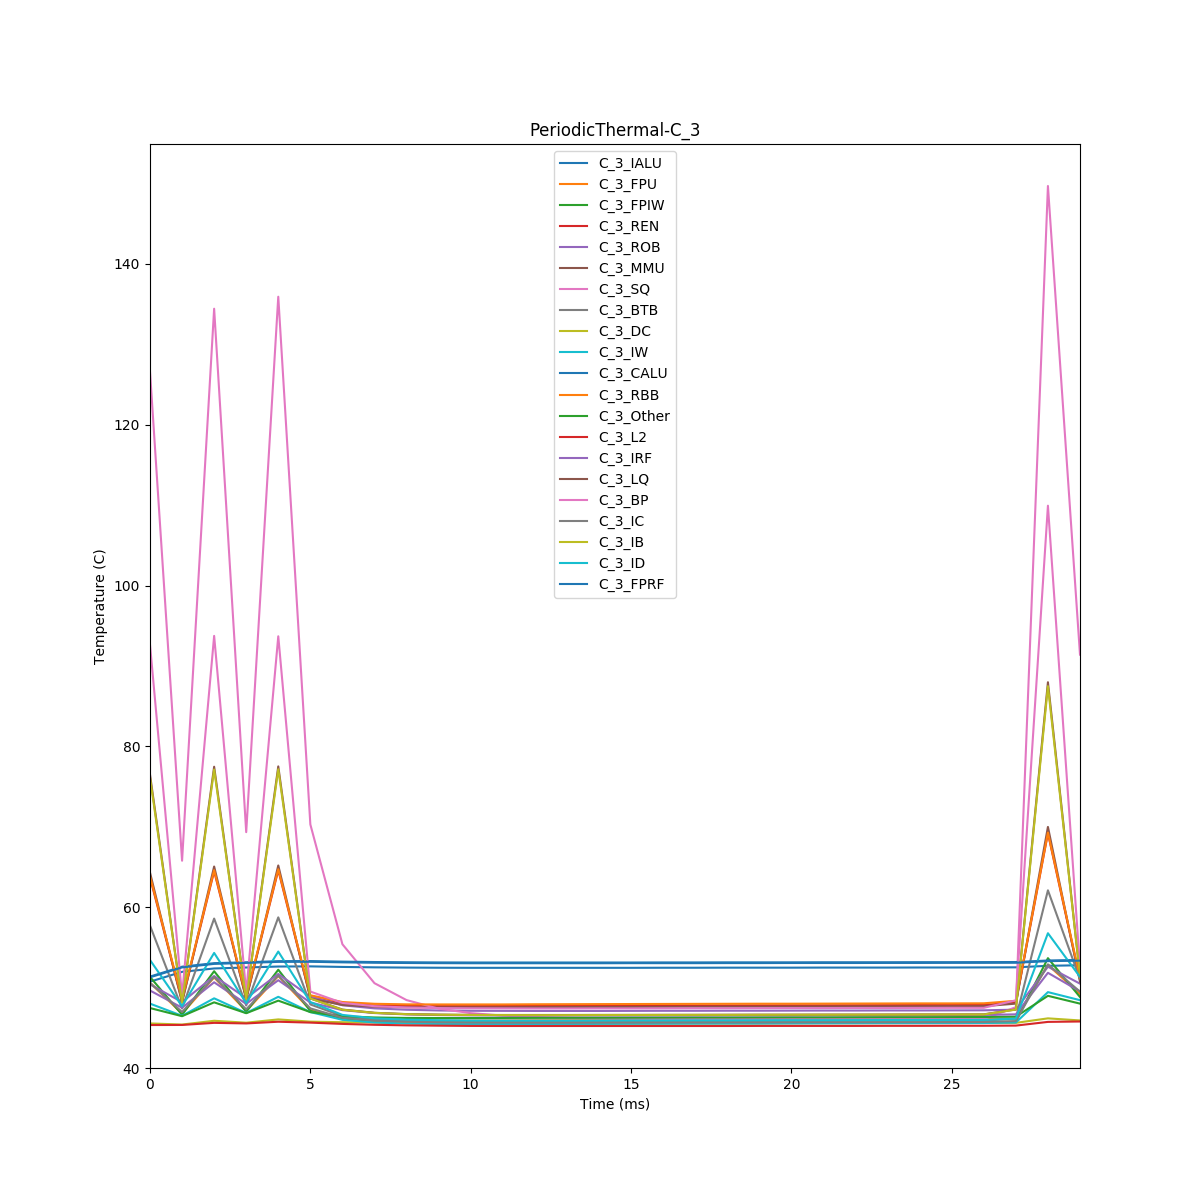 PeriodicThermal-C_3
C_3_IALU
C_3_FPU
C_3_FPIW
C_3_REN
C_3_ROB
C_3_MMU
C_3_SQ
C_3_BTB
C_3_DC
C_3_IW
C_3_CALU
C_3_RBB
C_3_Other
C_3_L2
C_3_IRF
C_3_LQ
C_3_BP
C_3_IC
C_3_IB
C_3_ID
C_3_FPRF
Temperature (C)
140
120
100
80
60
40
0 5 10 15 20 25
Time (ms)